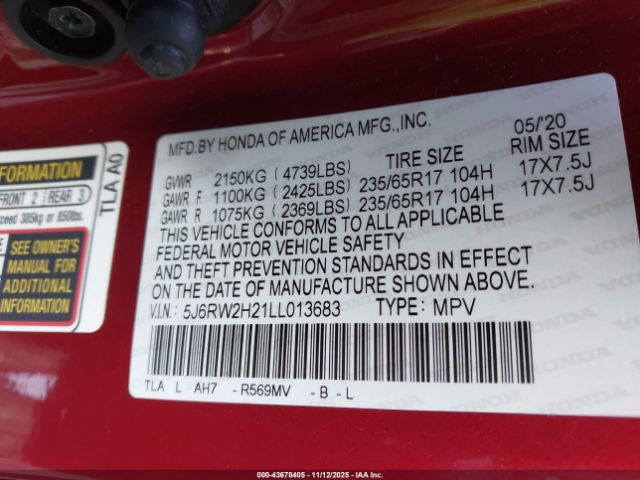 MFD.BY HONDA OF AMERICA MFG.,INC.
05/'20
TIRE SIZE RIM SIZE
GVWR 2150KG (4739LBS)
GAWR F 1100KG (2425LBS) 235/65R17 104H 17X7.5J
GAWR R 1075KG (2369LBS) 235/65R17 104H 17X7.5J
THIS VEHICLE CONFORMS TO ALL APPLICABLE
FEDERAL MOTOR VEHICLE SAFETY
AND THEFT PREVENTION STANDARDS IN EFFECT
ON THE DATE OF MANUFACTURE SHOWN ABOVE.
V.I.N.: 5J6RW2H21LL013683 TYPE: MPV
TLA L AH7 - R569MV - B - L
FORMATION
FRONT 2 REAR 3
xceed 385kg or 850lbs.
SEE OWNER'S
MANUAL FOR
ADDITIONAL
INFORMATION
TLA A0
000-43678405 - 11/12/2025 - IAA Inc.